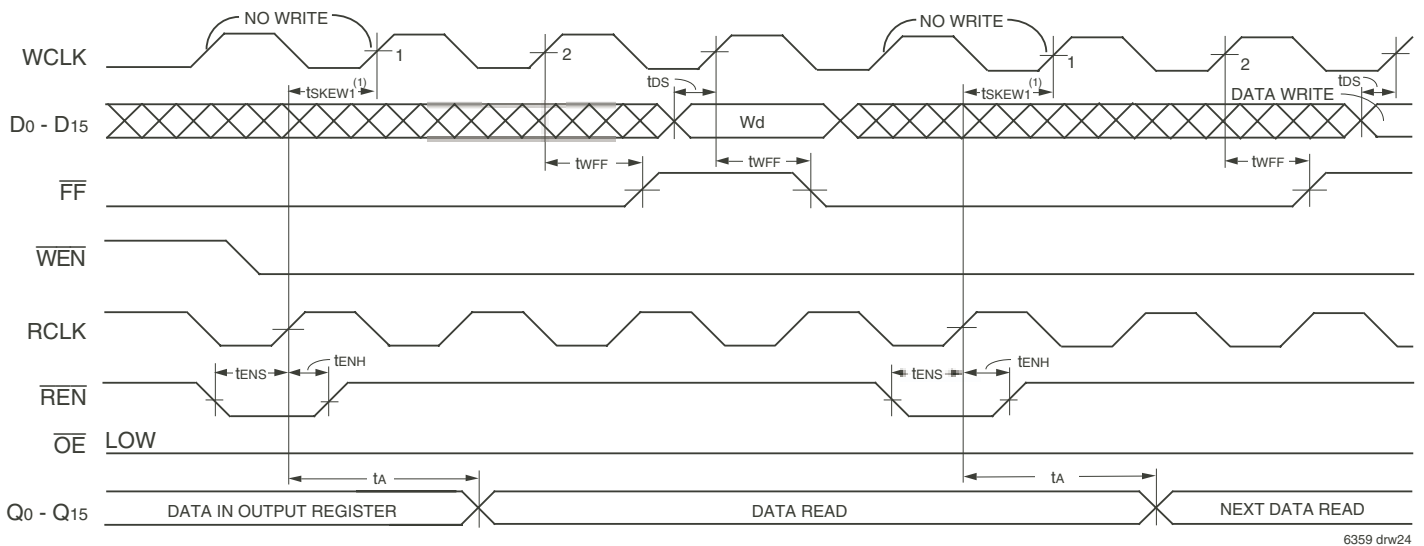 NO WRITE
NO WRITE
WCLK
1
2
1
2
tSKEW1(1)
tDS
tSKEW1(1)
tDS
DATA WRITE
D0 - D15
Wd
tWFF
tWFF
tWFF
FF
WEN
RCLK
tENS
tENH
tENS
tENH
REN
OE
LOW
tA
tA
Q0 - Q15
DATA IN OUTPUT REGISTER
DATA READ
NEXT DATA READ
6359 drw24